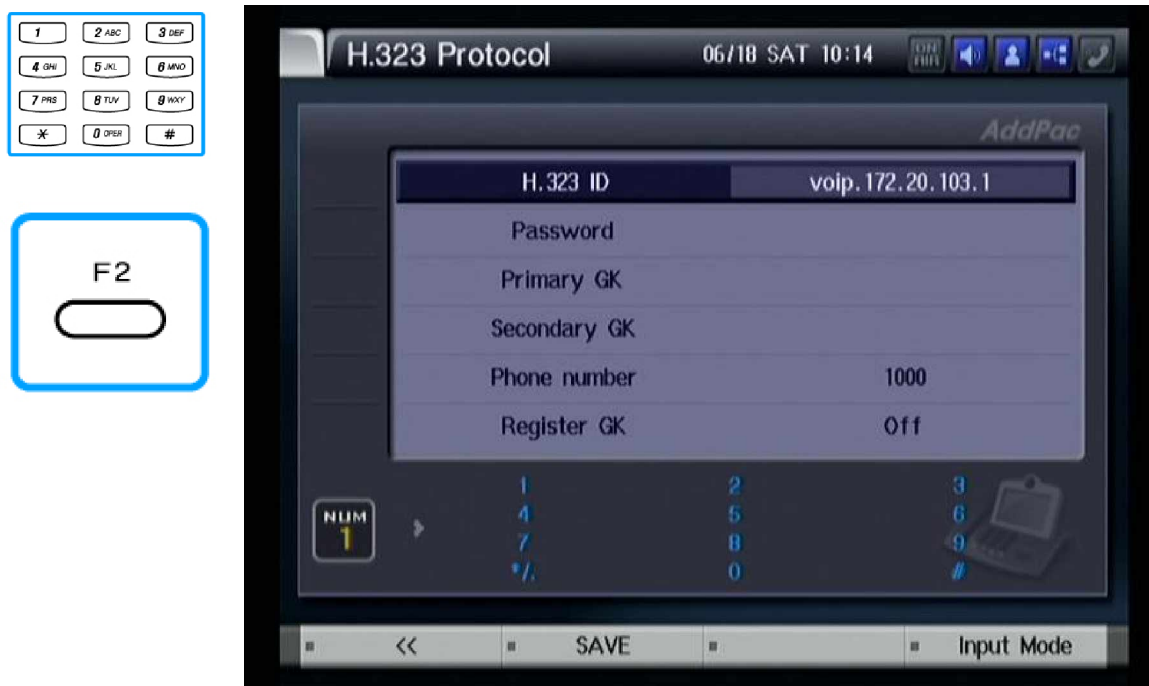 1 2 ABC 3 DEF
4 GHI 5 JKL 6 MNO
7 PRS 8 TUV 9 WXY
* 0 OPER #
F2
H.323 Protocol 06/18 SAT 10:14 ON AIR
AddPac
H.323 ID voip.172.20.103.1
Password
Primary GK
Secondary GK
Phone number 1000
Register GK Off
NUM
1
1 2 3
4 5 6
7 8 9
*/. 0 #
<< SAVE Input Mode